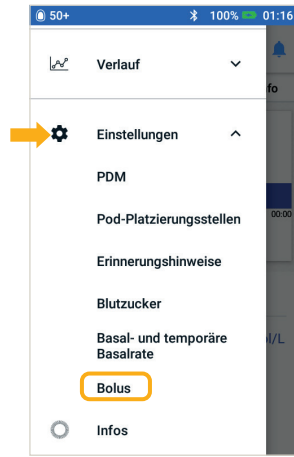 50+ 100% 01:16
Verlauf
fo
Einstellungen
00:00
PDM
Pod-Platzierungsstellen
Erinnerungshinweise
Blutzucker
Basal- und temporäre
Basalrate
ol/L
Bolus
Infos